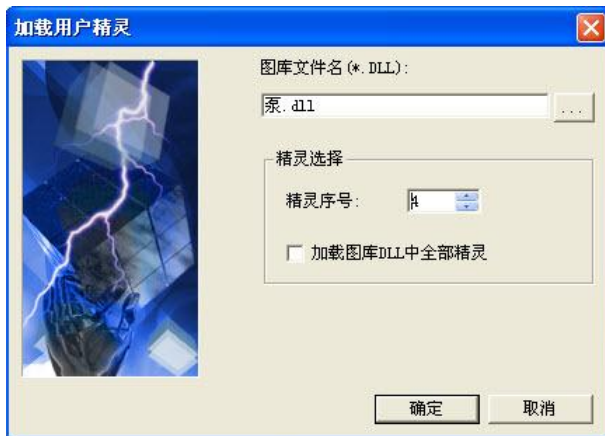 加载用户精灵
图库文件名(*.DLL):
泵.dll
...
精灵选择
精灵序号: 4
加载图库DLL中全部精灵
确定 取消